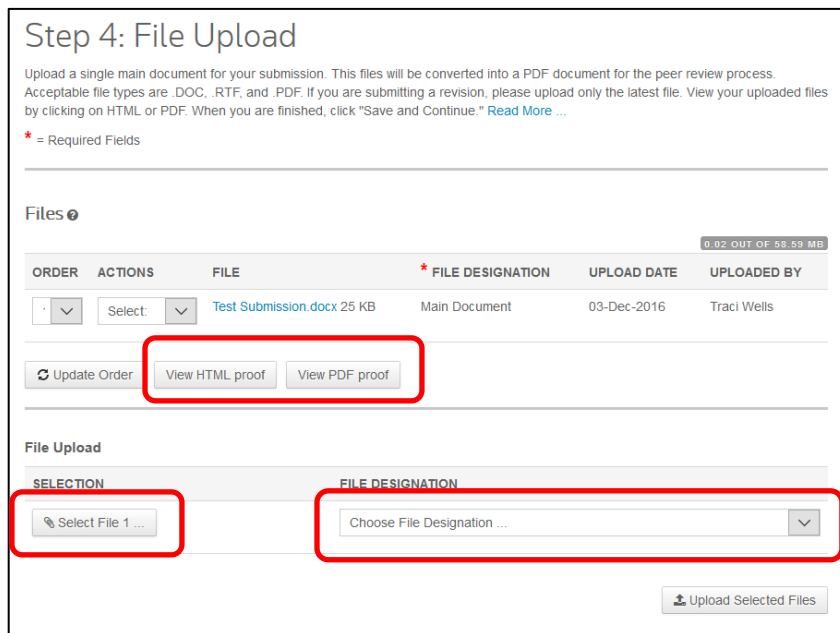 Step 4: File Upload
Upload a single main document for your submission. This files will be converted into a PDF document for the peer review process.
Acceptable file types are .DOC, .RTF, and .PDF. If you are submitting a revision, please upload only the latest file. View your uploaded files
by clicking on HTML or PDF. When you are finished, click "Save and Continue." Read More ...
* = Required Fields
Files
0.02 OUT OF 58.59 MB
ORDER ACTIONS FILE * FILE DESIGNATION UPLOAD DATE UPLOADED BY
Select: Test Submission.docx 25 KB Main Document 03-Dec-2016 Traci Wells
Update Order View HTML proof View PDF proof
File Upload
SELECTION FILE DESIGNATION
Select File 1 ... Choose File Designation ...
Upload Selected Files